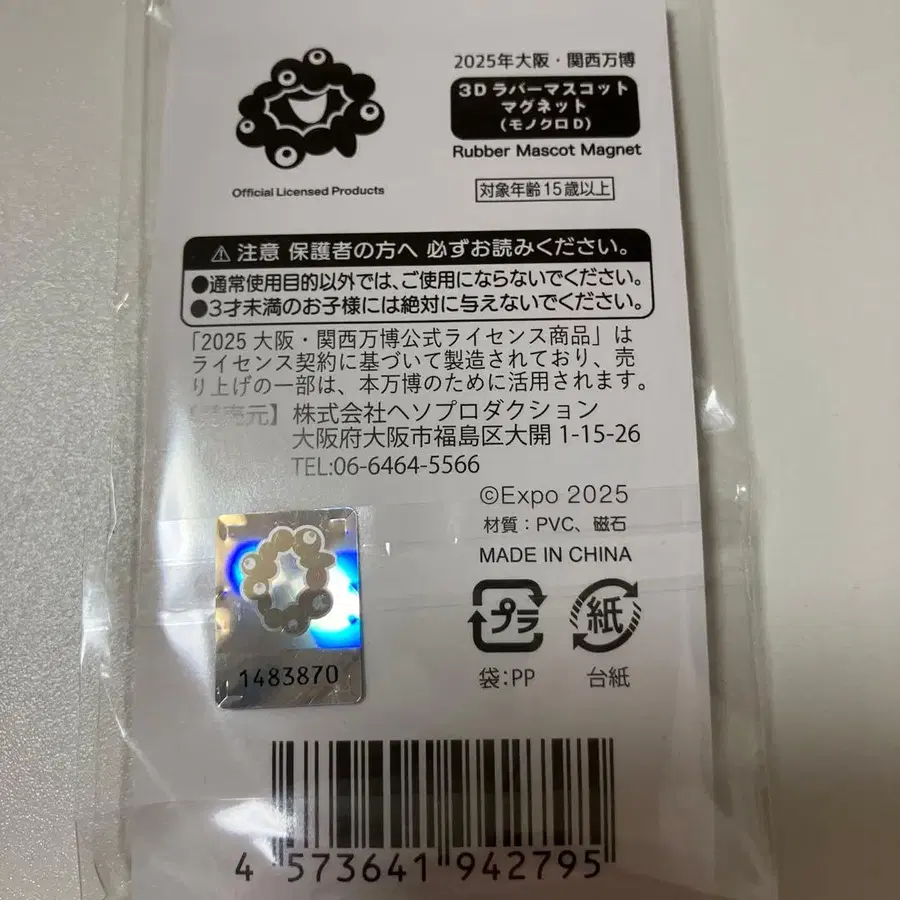 2025年大阪・関西万博
3Dラバーマスコット
マグネット
(モノクロD)
Rubber Mascot Magnet
Official Licensed Products
対象年齢15歳以上
⚠注意 保護者の方へ 必ずお読みください。
●通常使用目的以外では、ご使用にならないでください。
●3才未満のお子様には絶対に与えないでください。
「2025 大阪・関西万博公式ライセンス商品」は
ライセンス契約に基づいて製造されており、売
り上げの一部は、本万博のために活用されます。
売元】株式会社ヘソプロダクション
大阪府大阪市福島区大開 1-15-26
TEL:06-6464-5566
©Expo 2025
材質:PVC、磁石
MADE IN CHINA
プラ 紙
袋:PP 台紙
1483870
4 573641 942795